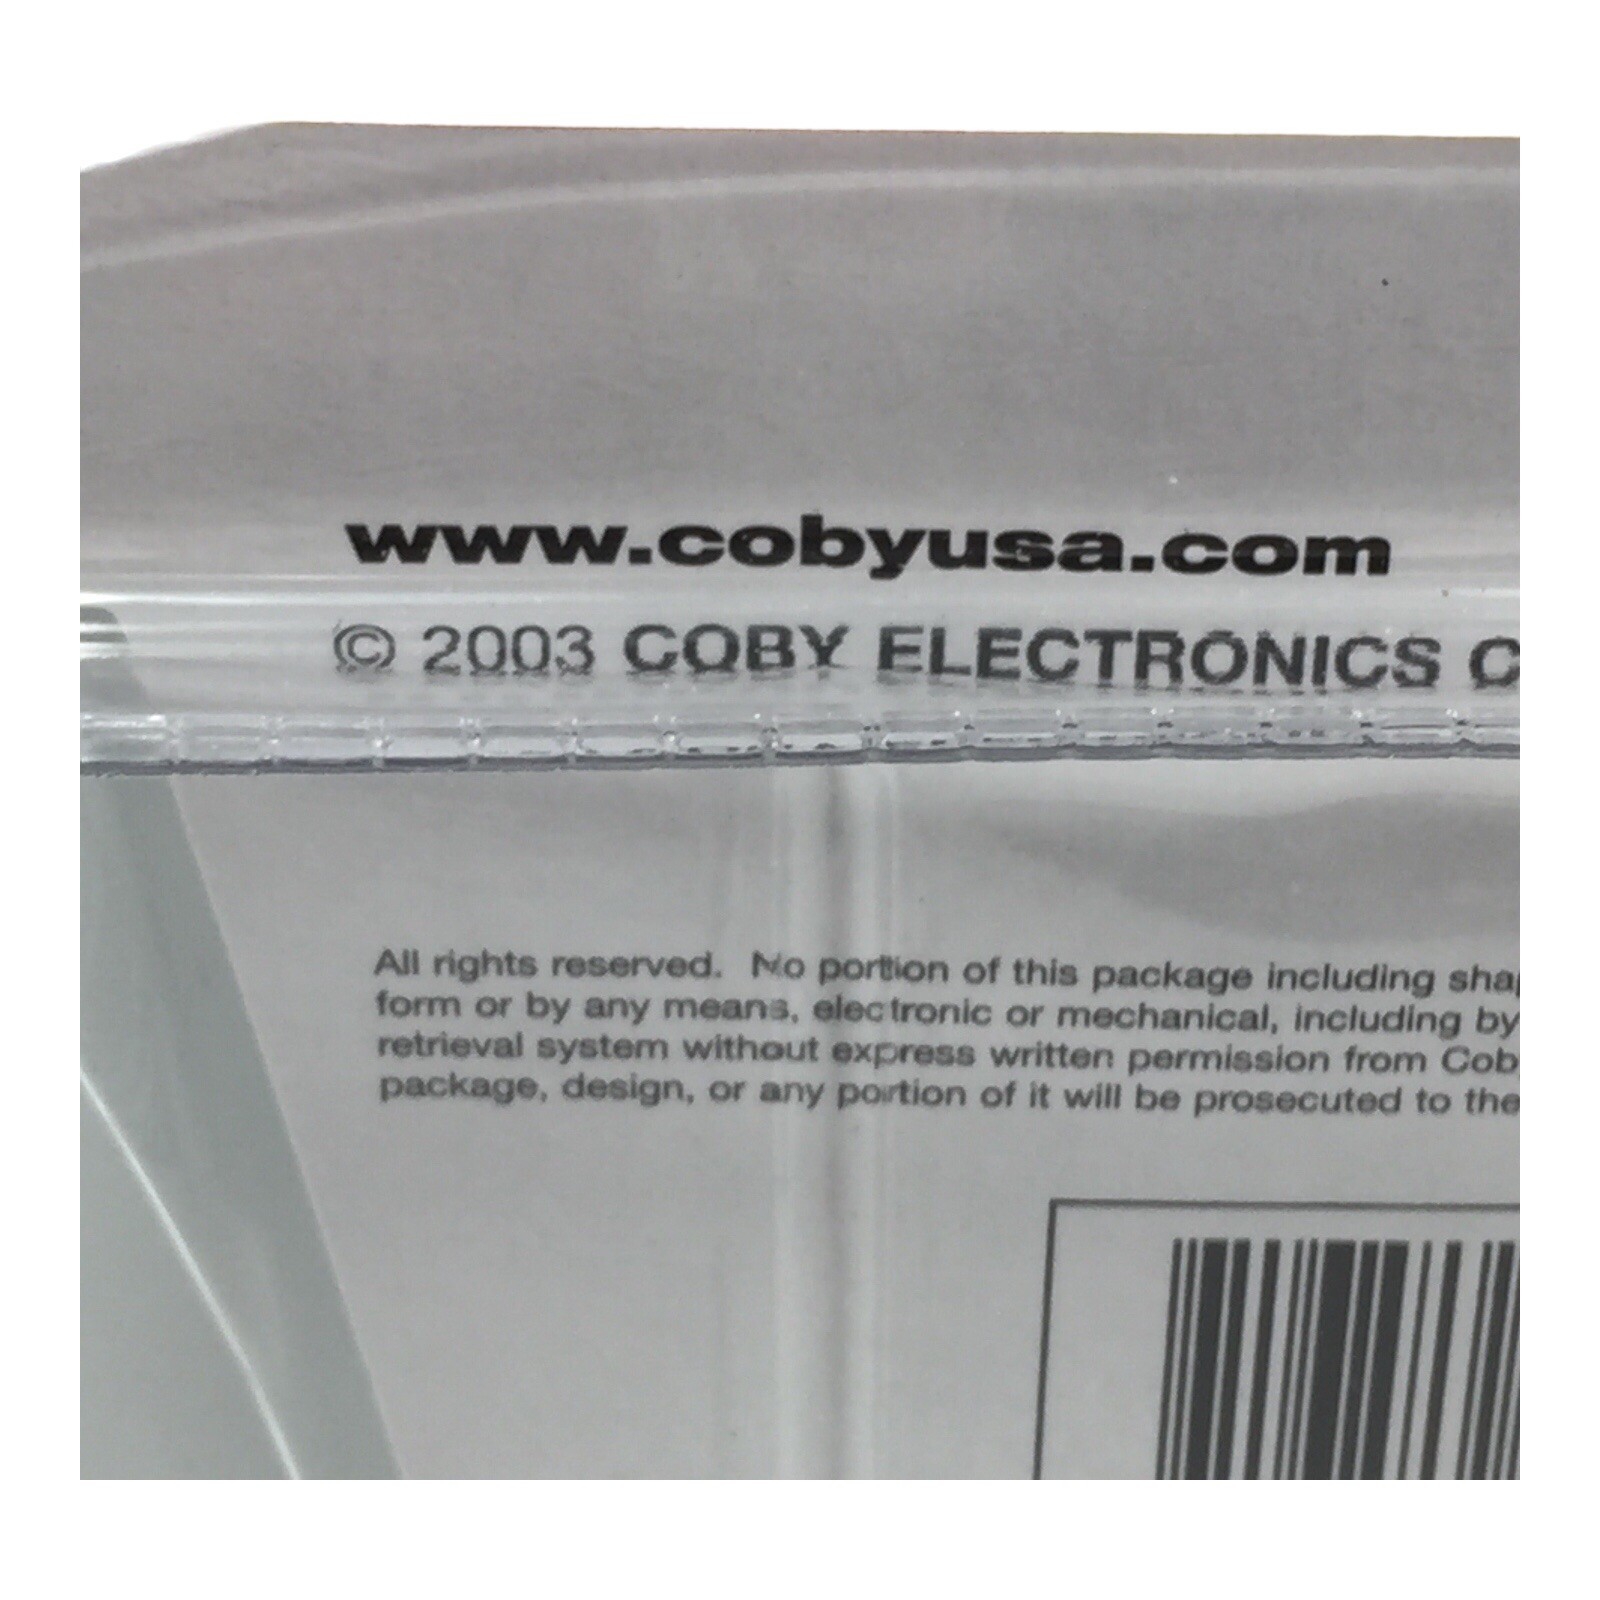 www.cobyusa.com
© 2003 COBY ELECTRONICS C
All rights reserved. No portion of this package including sha
form or by any means, electronic or mechanical, including by
retrieval system without express written permission from Coby
package, design, or any portion of it will be prosecuted to the